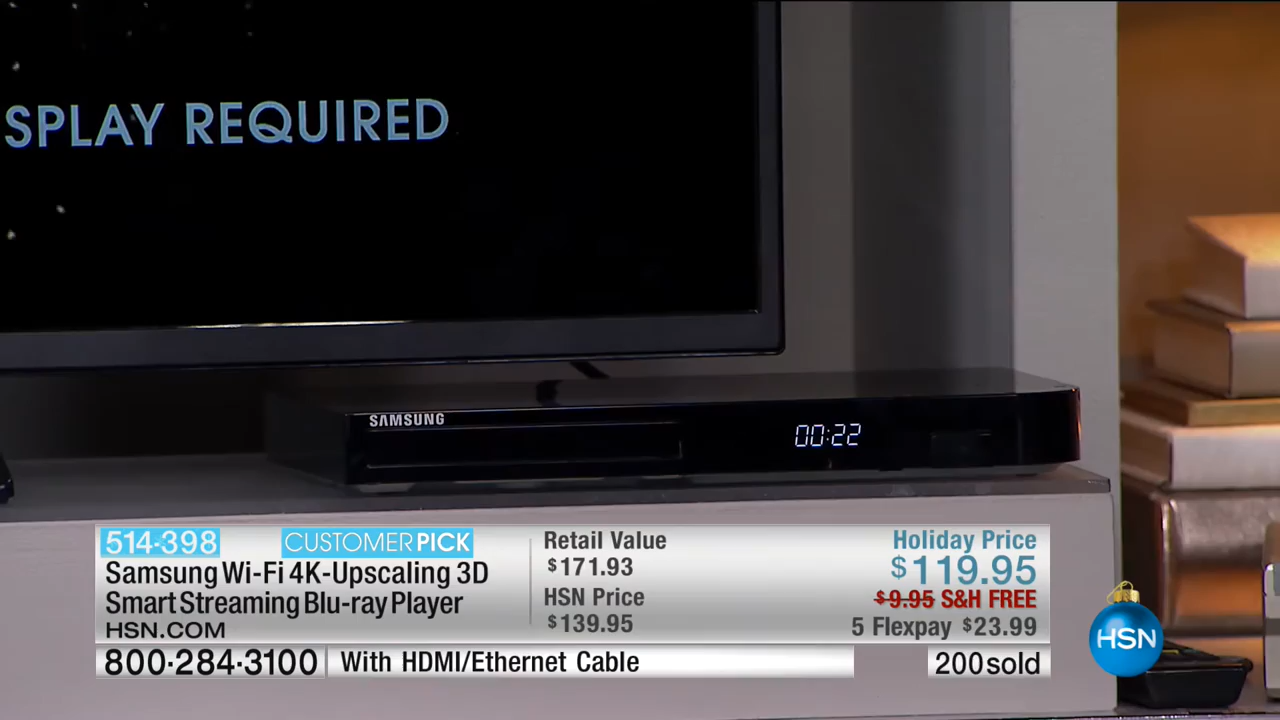 SPLAY REQUIRED
SAMSUNG
00:22
514-398
CUSTOMER PICK
Samsung Wi-Fi 4K-Upscaling 3D
Smart Streaming Blu-ray Player
HSN.COM
Retail Value
$171.93
HSN Price
$139.95
Holiday Price
$119.95
$9.95 S&H FREE
5 Flexpay $23.99
800-284-3100
With HDMI/Ethernet Cable
200 sold
HSN